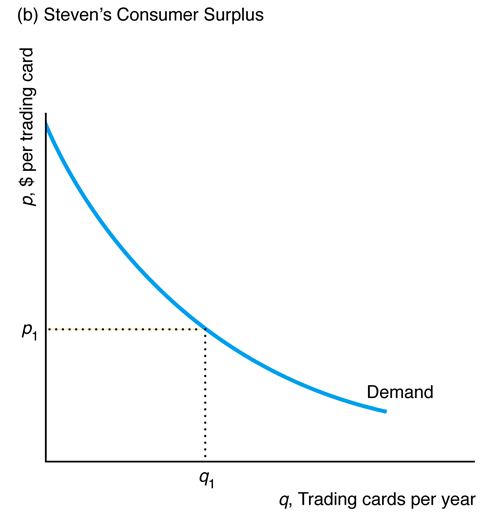 (b) Steven’s Consumer Surplus
p, $ per trading card
p1
Demand
q1
q, Trading cards per year